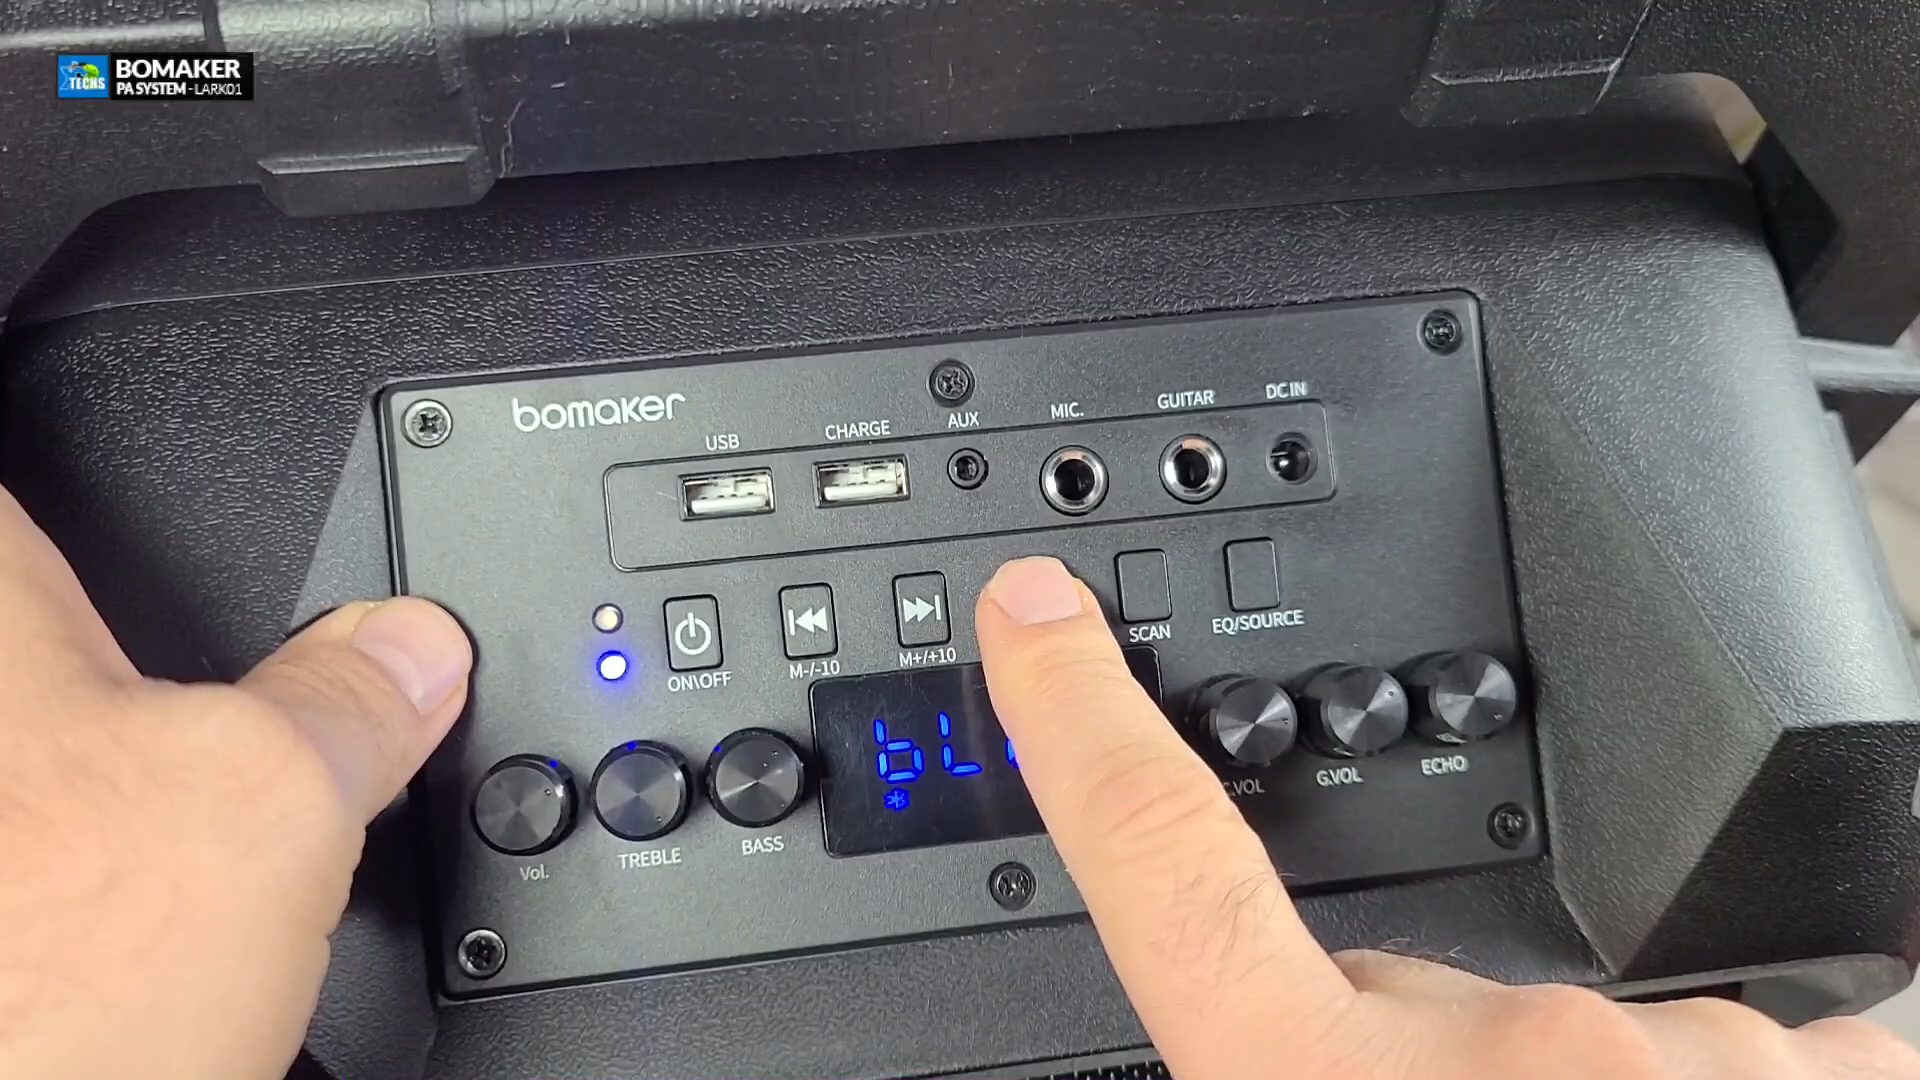 TECHS
BOMAKER
PA SYSTEM - LARK01
bomaker
USB
CHARGE
AUX
MIC.
GUITAR
DC IN
ON\OFF
M-/-10
M+/+10
SCAN
EQ/SOURCE
bL
Vol.
TREBLE
BASS
.VOL
G.VOL
ECHO